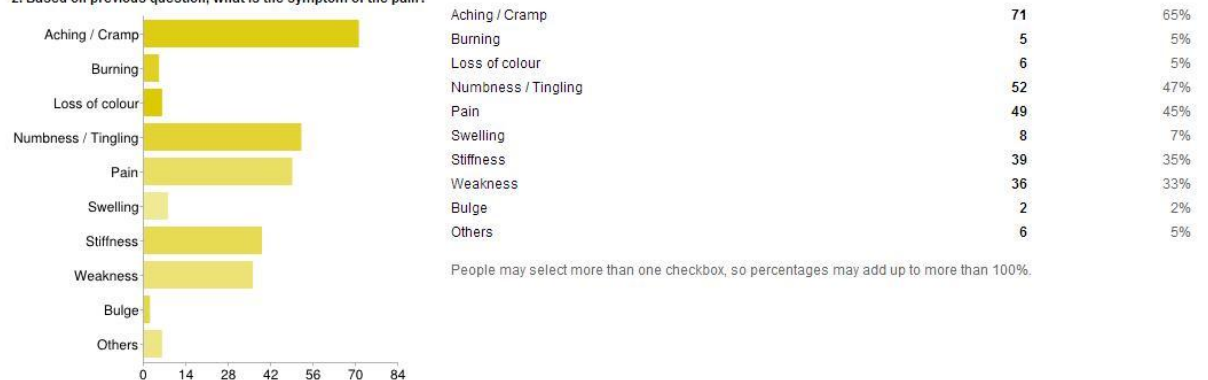 2. Based on previous question, what is the symptom of the pain?
Aching / Cramp
Burning
Loss of colour
Numbness / Tingling
Pain
Swelling
Stiffness
Weakness
Bulge
Others
0 14 28 42 56 70 84
Aching / Cramp 71 65%
Burning 5 5%
Loss of colour 6 5%
Numbness / Tingling 52 47%
Pain 49 45%
Swelling 8 7%
Stiffness 39 35%
Weakness 36 33%
Bulge 2 2%
Others 6 5%
People may select more than one checkbox, so percentages may add up to more than 100%.